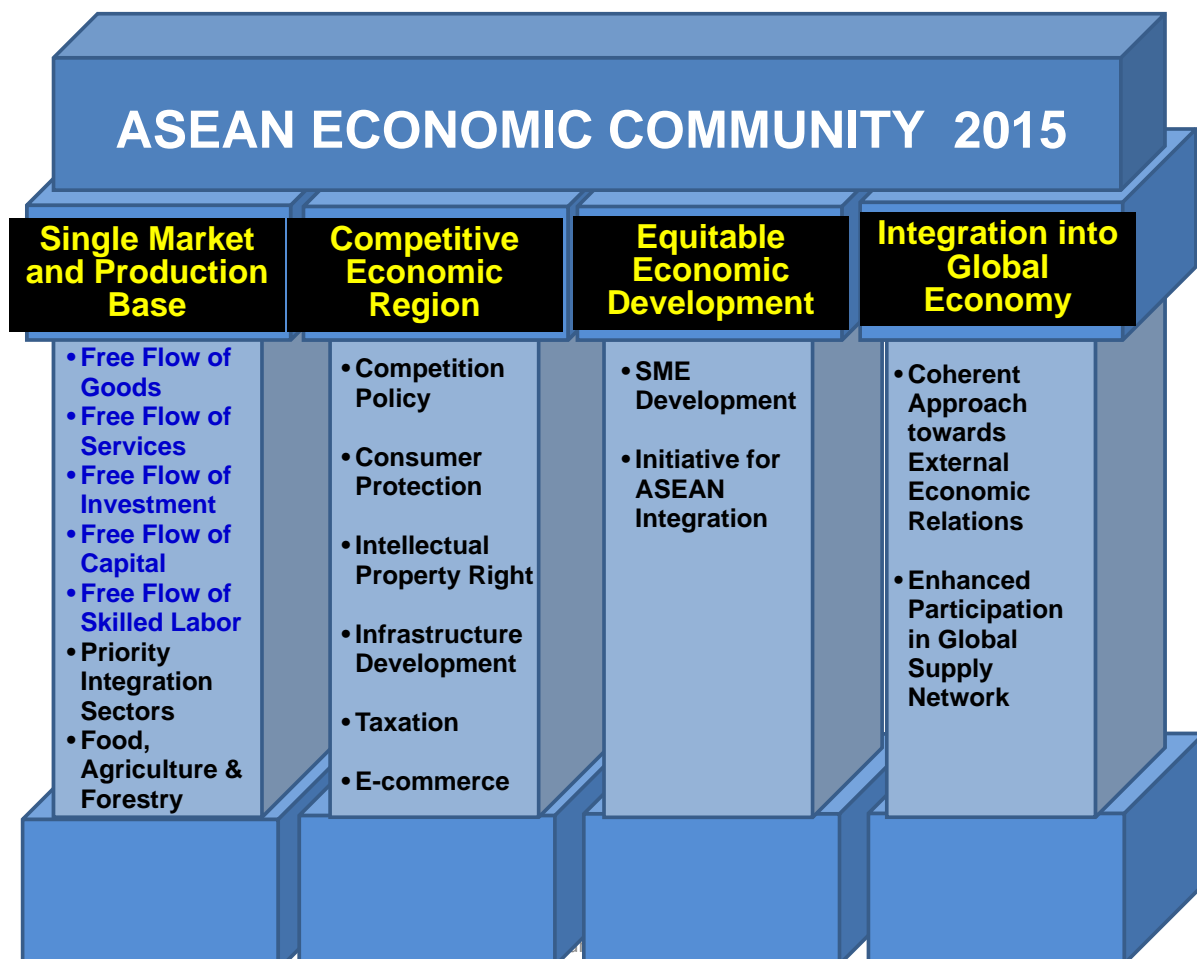 ASEAN ECONOMIC COMMUNITY 2015
Single Market
and Production
Base
• Free Flow of
Goods
• Free Flow of
Services
• Free Flow of
Investment
• Free Flow of
Capital
• Free Flow of
Skilled Labor
• Priority
Integration
Sectors
• Food,
Agriculture &
Forestry
Competitive
Economic
Region
• Competition
Policy
• Consumer
Protection
• Intellectual
Property Right
• Infrastructure
Development
• Taxation
• E-commerce
Equitable
Economic
Development
• SME
Development
• Initiative for
ASEAN
Integration
Integration into
Global
Economy
• Coherent
Approach
towards
External
Economic
Relations
• Enhanced
Participation
in Global
Supply
Network